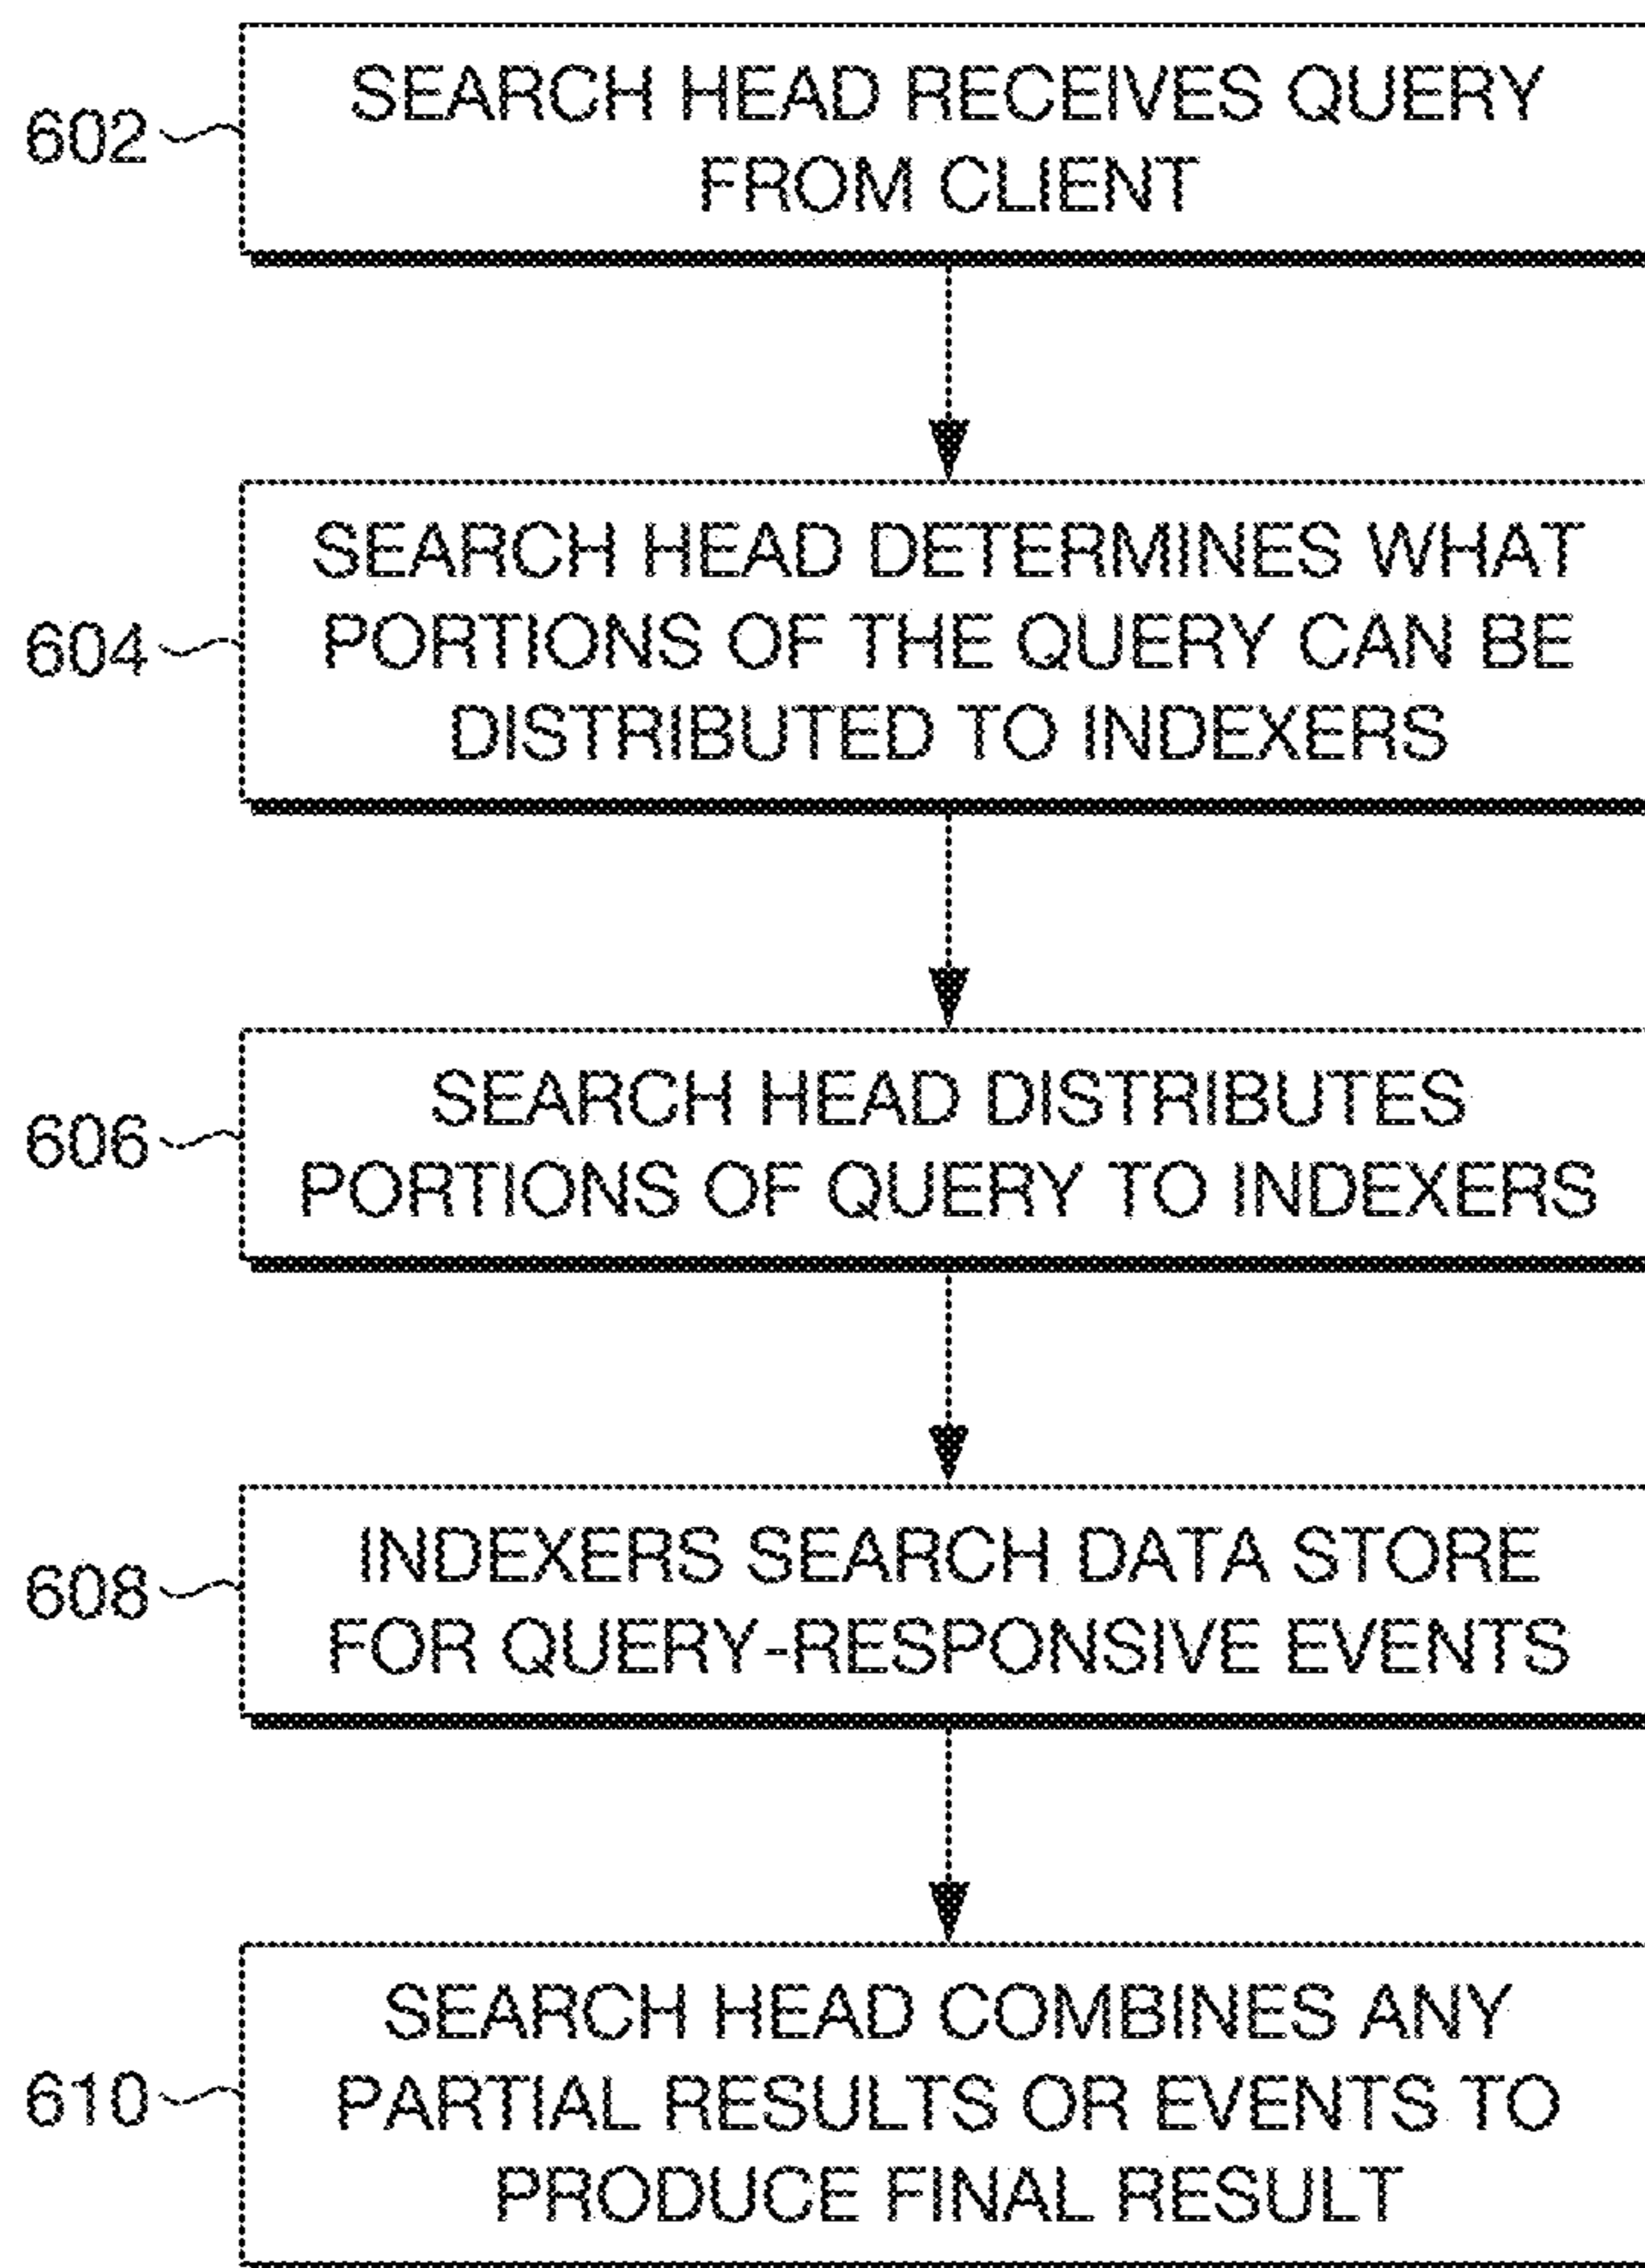 602
SEARCH HEAD RECEIVES QUERY
FROM CLIENT
604
SEARCH HEAD DETERMINES WHAT
PORTIONS OF THE QUERY CAN BE
DISTRIBUTED TO INDEXERS
606
SEARCH HEAD DISTRIBUTES
PORTIONS OF QUERY TO INDEXERS
608
INDEXERS SEARCH DATA STORE
FOR QUERY-RESPONSIVE EVENTS
610
SEARCH HEAD COMBINES ANY
PARTIAL RESULTS OR EVENTS TO
PRODUCE FINAL RESULT